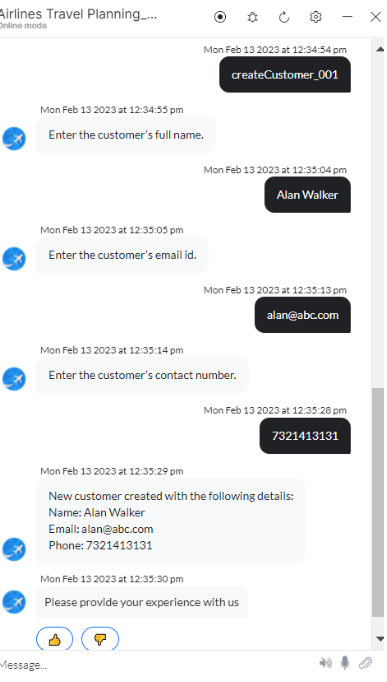 Airlines Travel Planning_...
Online mode
Mon Feb 13 2023 at 12:34:54 pm
createCustomer_001
Mon Feb 13 2023 at 12:34:55 pm
Enter the customer's full name.
Mon Feb 13 2023 at 12:35:04 pm
Alan Walker
Mon Feb 13 2023 at 12:35:05 pm
Enter the customer's email id.
Mon Feb 13 2023 at 12:35:13 pm
alan@abc.com
Mon Feb 13 2023 at 12:35:14 pm
Enter the customer's contact number.
Mon Feb 13 2023 at 12:35:28 pm
7321413131
Mon Feb 13 2023 at 12:35:29 pm
New customer created with the following details:
Name: Alan Walker
Email: alan@abc.com
Phone: 7321413131
Mon Feb 13 2023 at 12:35:30 pm
Please provide your experience with us
Message...